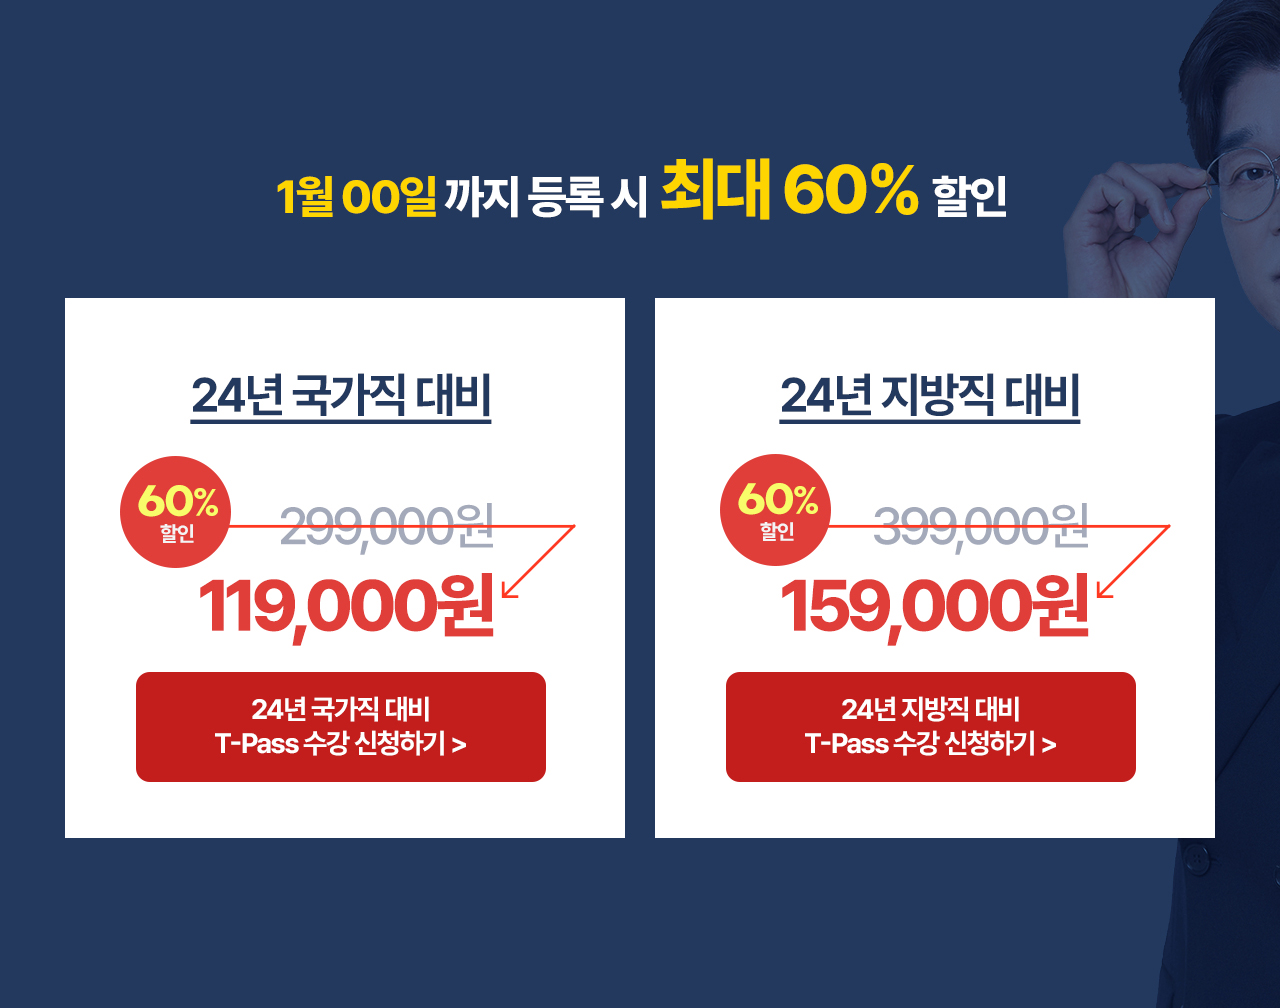 1월 00일 까지 등록 시 최대 60% 할인
24년 국가직 대비
60%
할인
299,000원
119,000원
24년 국가직 대비
T-Pass 수강 신청하기 >
24년 지방직 대비
60%
할인
399,000원
159,000원
24년 지방직 대비
T-Pass 수강 신청하기 >